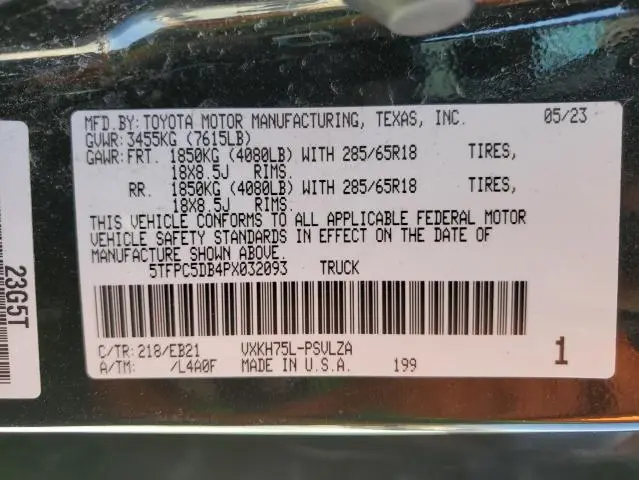 MFD.BY: TOYOTA MOTOR MANUFACTURING, TEXAS, INC. 05/23
GVWR: 3455KG (7615LB)
GAWR: FRT. 1850KG (4080LB) WITH 285/65R18 TIRES,
18X8.5J RIMS.
RR. 1850KG (4080LB) WITH 285/65R18 TIRES,
18X8.5J RIMS.
THIS VEHICLE CONFORMS TO ALL APPLICABLE FEDERAL MOTOR
VEHICLE SAFETY STANDARDS IN EFFECT ON THE DATE OF
MANUFACTURE SHOWN ABOVE.
5TFPC5DB4PX032093 TRUCK
C/TR: 218/EB21 VXKH75L-PSVLZA
A/TM: /L4A0F MADE IN U.S.A. 199 1
23G5T